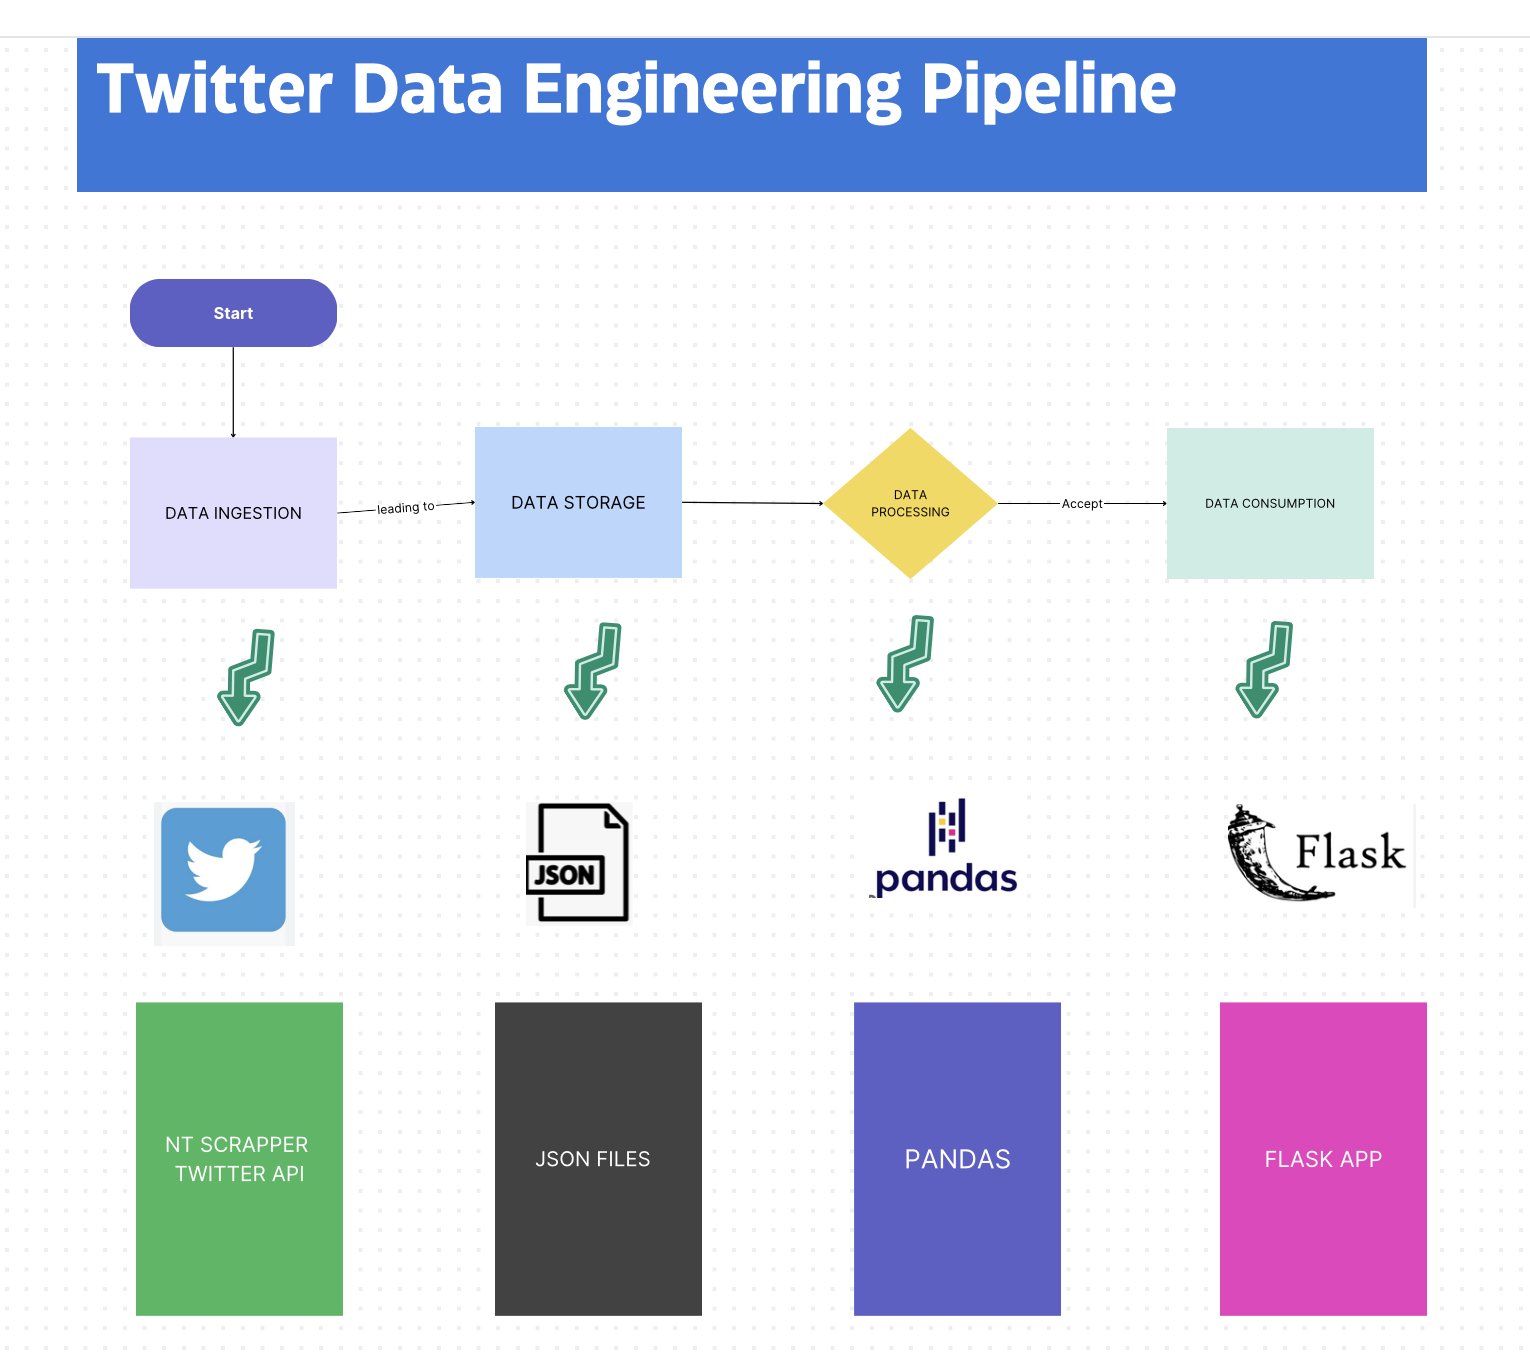 Twitter Data Engineering Pipeline
Start
DATA INGESTION
leading to
DATA STORAGE
DATA
PROCESSING
Accept
DATA CONSUMPTION
JSON
pandas
Flask
NT SCRAPPER
TWITTER API
JSON FILES
PANDAS
FLASK APP